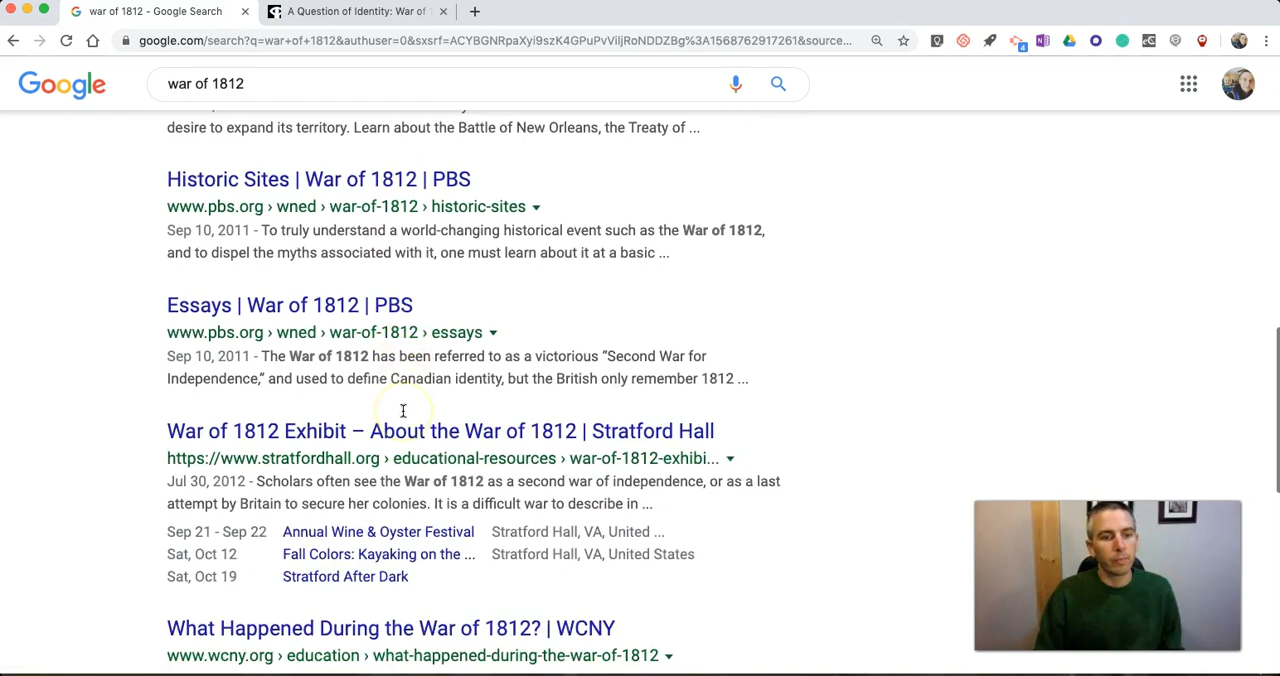 war of 1812 - Google Search
A Question of Identity: War of
google.com/search?q=war+of+1812&authuser=0&sxsrf=ACYBGNRpaXyi9szK4GPuPvViljRoNDDZBg%3A1568762917261&source...
4
Google
war of 1812
desire to expand its territory. Learn about the Battle of New Orleans, the Treaty of ...
Historic Sites | War of 1812 | PBS
www.pbs.org › wned › war-of-1812 › historic-sites
Sep 10, 2011 - To truly understand a world-changing historical event such as the War of 1812,
and to dispel the myths associated with it, one must learn about it at a basic ...
Essays | War of 1812 | PBS
www.pbs.org › wned › war-of-1812 › essays
Sep 10, 2011 - The War of 1812 has been referred to as a victorious “Second War for
Independence,” and used to define Canadian identity, but the British only remember 1812 ...
War of 1812 Exhibit – About the War of 1812 | Stratford Hall
https://www.stratfordhall.org › educational-resources › war-of-1812-exhibi...
Jul 30, 2012 - Scholars often see the War of 1812 as a second war of independence, or as a last
attempt by Britain to secure her colonies. It is a difficult war to describe in ...
Sep 21 - Sep 22 Annual Wine & Oyster Festival Stratford Hall, VA, United ...
Sat, Oct 12 Fall Colors: Kayaking on the ... Stratford Hall, VA, United States
Sat, Oct 19 Stratford After Dark
What Happened During the War of 1812? | WCNY
www.wcny.org › education › what-happened-during-the-war-of-1812